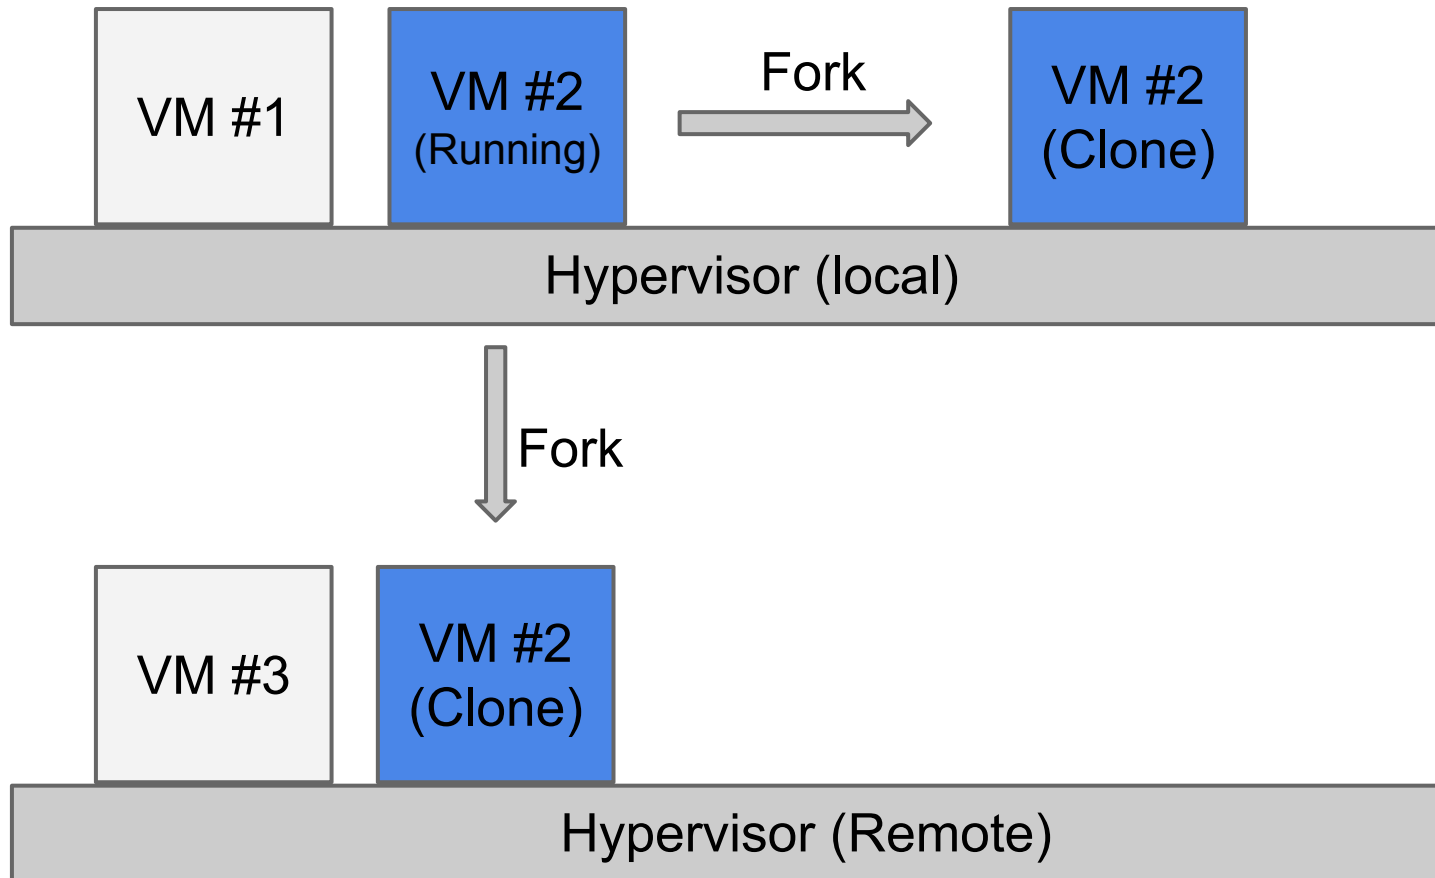 VM #1
VM #2
(Running)
Fork
VM #2
(Clone)
Hypervisor (local)
Fork
VM #3
VM #2
(Clone)
Hypervisor (Remote)